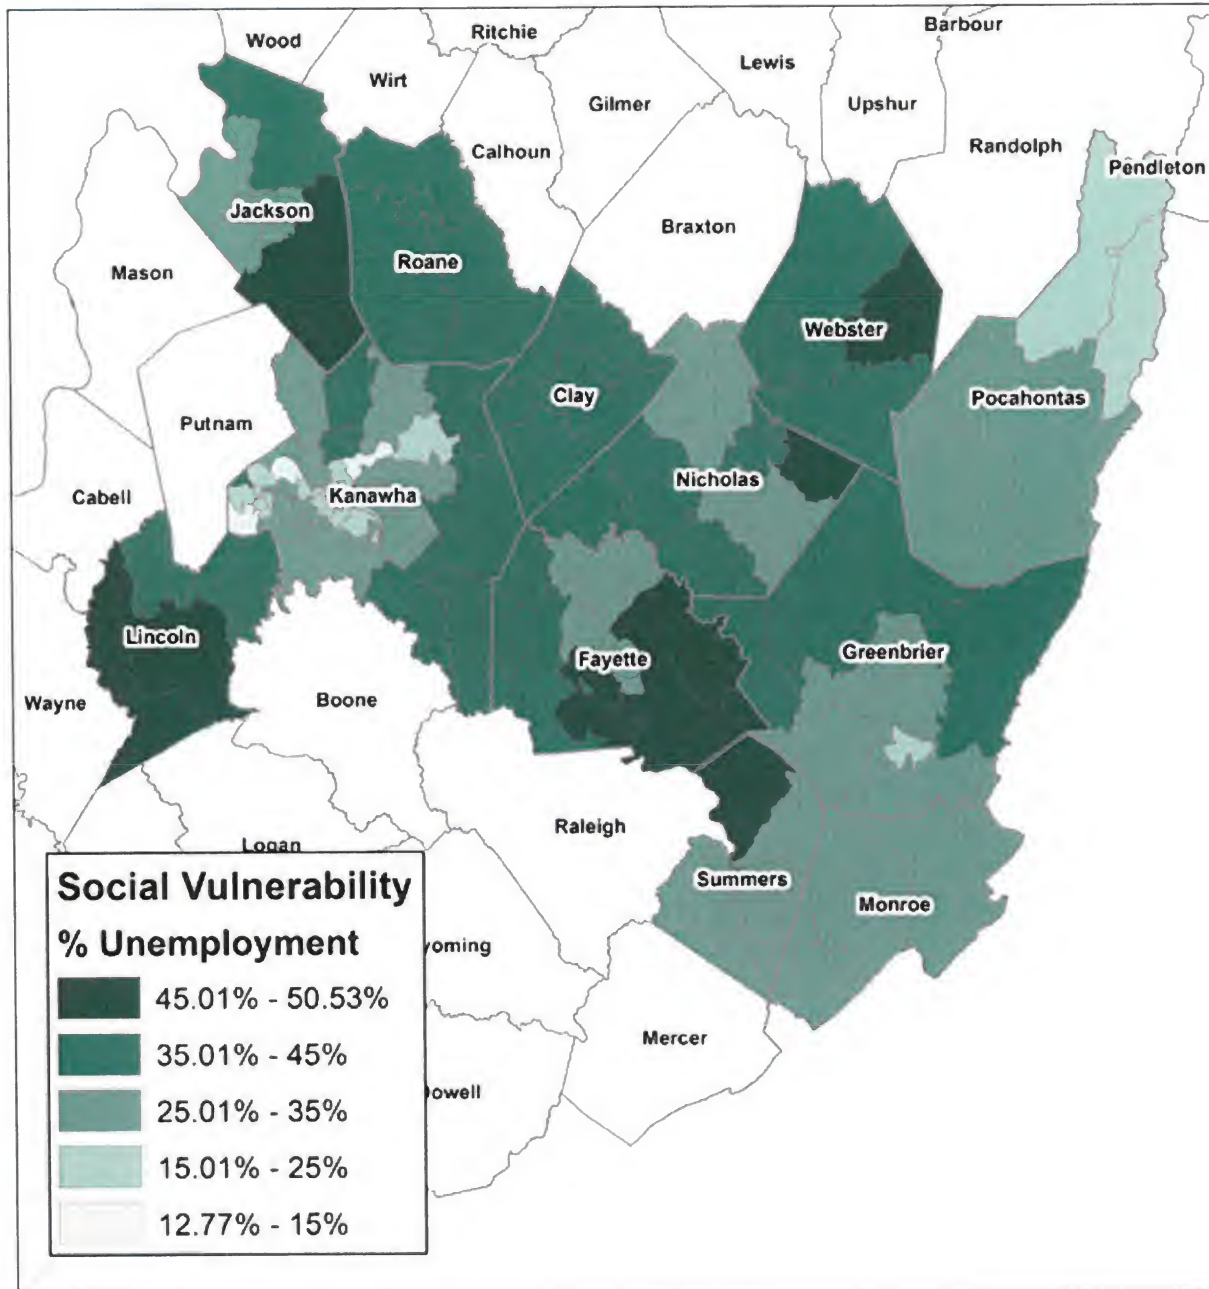 Barbour
Ritchie
Wood
Lewis
Wirt
Gilmer
Upshur
Randolph
Calhoun
Pendleton
Jackson
Braxton
Roane
Mason
Webster
Clay
Pocahontas
Putnam
Nicholas
Cabell
Kanawha
Lincoln
Fayette
Greenbrier
Wayne
Boone
Raleigh
Logan
Summers
Monroe
yoming
Mercer
Dowell
Social Vulnerability
% Unemployment
45.01% - 50.53%
35.01% - 45%
25.01% - 35%
15.01% - 25%
12.77% - 15%